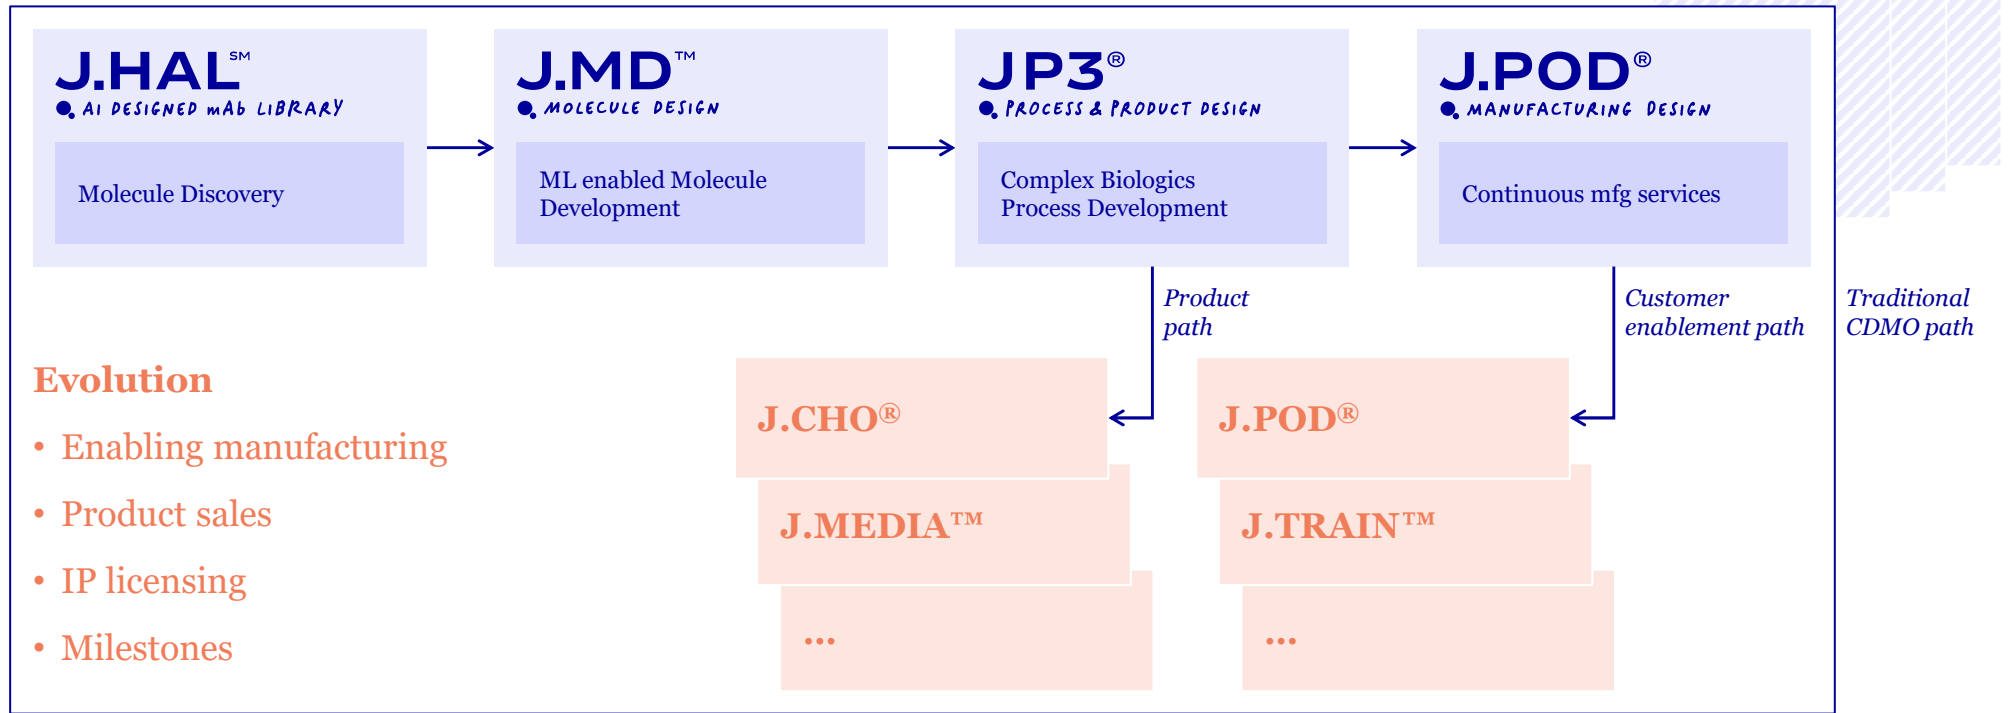 J.HAL℠
AI DESIGNED mAb LIBRARY
Molecule Discovery
J.MD™
MOLECULE DESIGN
ML enabled Molecule
Development
JP3®
PROCESS & PRODUCT DESIGN
Complex Biologics
Process Development
J.POD®
MANUFACTURING DESIGN
Continuous mfg services
Product
path
Customer
enablement path
Traditional
CDMO path
Evolution
• Enabling manufacturing
• Product sales
• IP licensing
• Milestones
J.CHO®
J.MEDIA™
...
J.POD®
J.TRAIN™
...